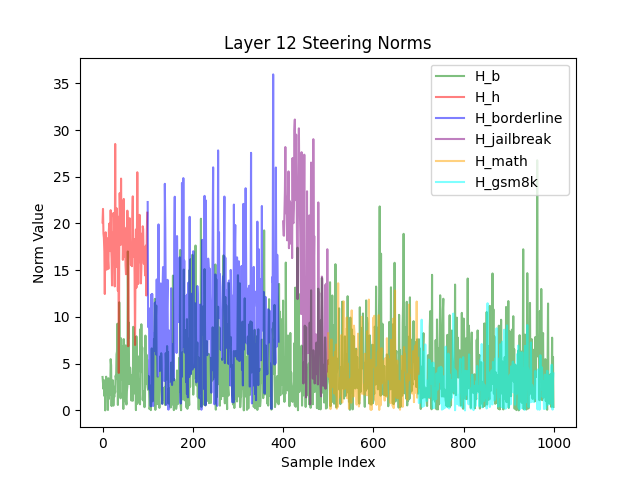 Layer 12 Steering Norms
Norm Value
35
30
25
20
15
10
5
0
0
200
400
600
800
1000
Sample Index
H_b
H_h
H_borderline
H_jailbreak
H_math
H_gsm8k